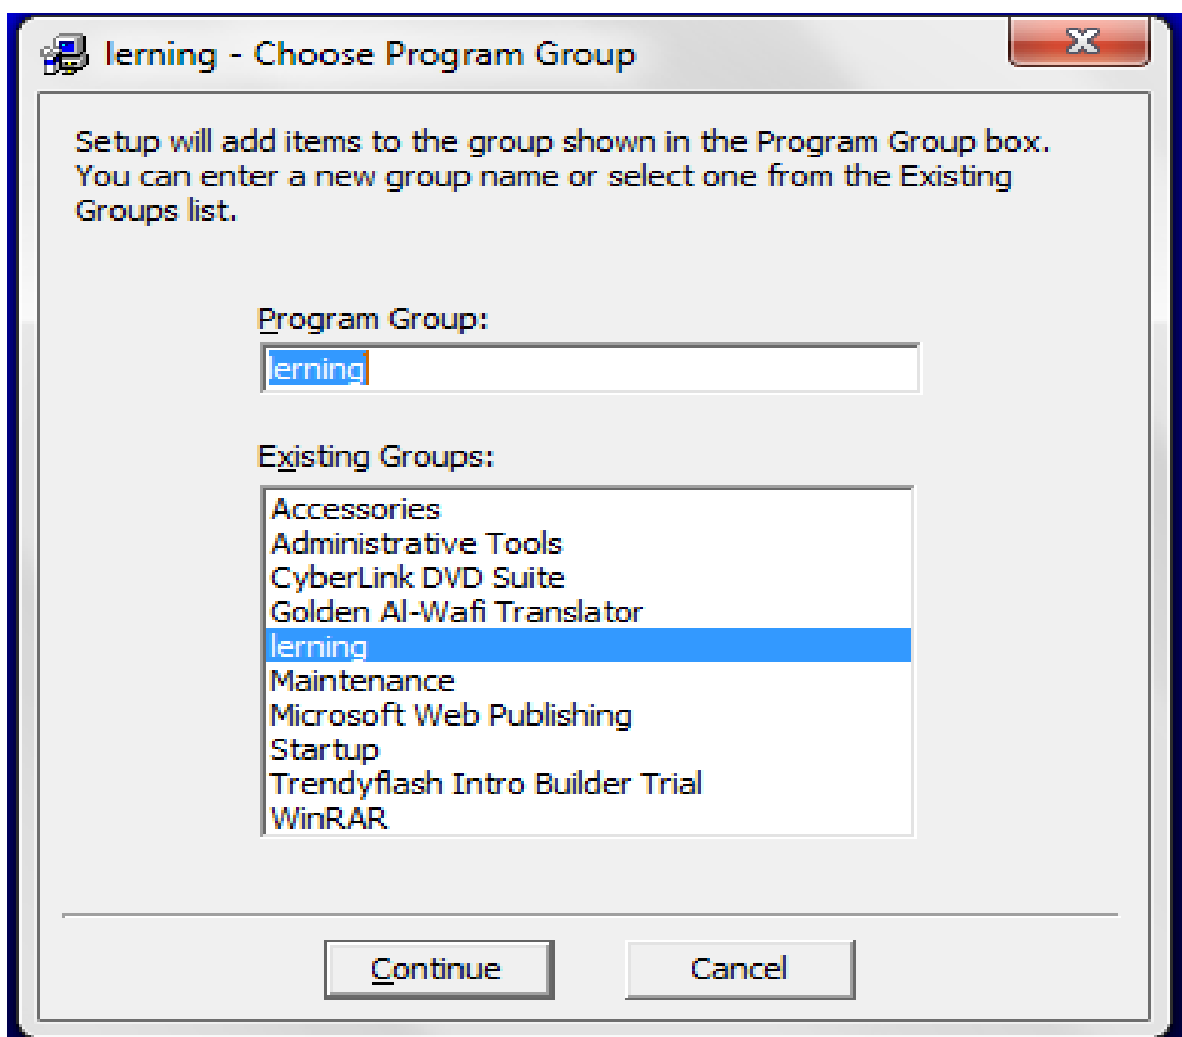 lerning - Choose Program Group
Setup will add items to the group shown in the Program Group box.
You can enter a new group name or select one from the Existing
Groups list.
Program Group:
lerning
Existing Groups:
Accessories
Administrative Tools
CyberLink DVD Suite
Golden Al-Wafi Translator
lerning
Maintenance
Microsoft Web Publishing
Startup
Trendyflash Intro Builder Trial
WinRAR
Continue
Cancel